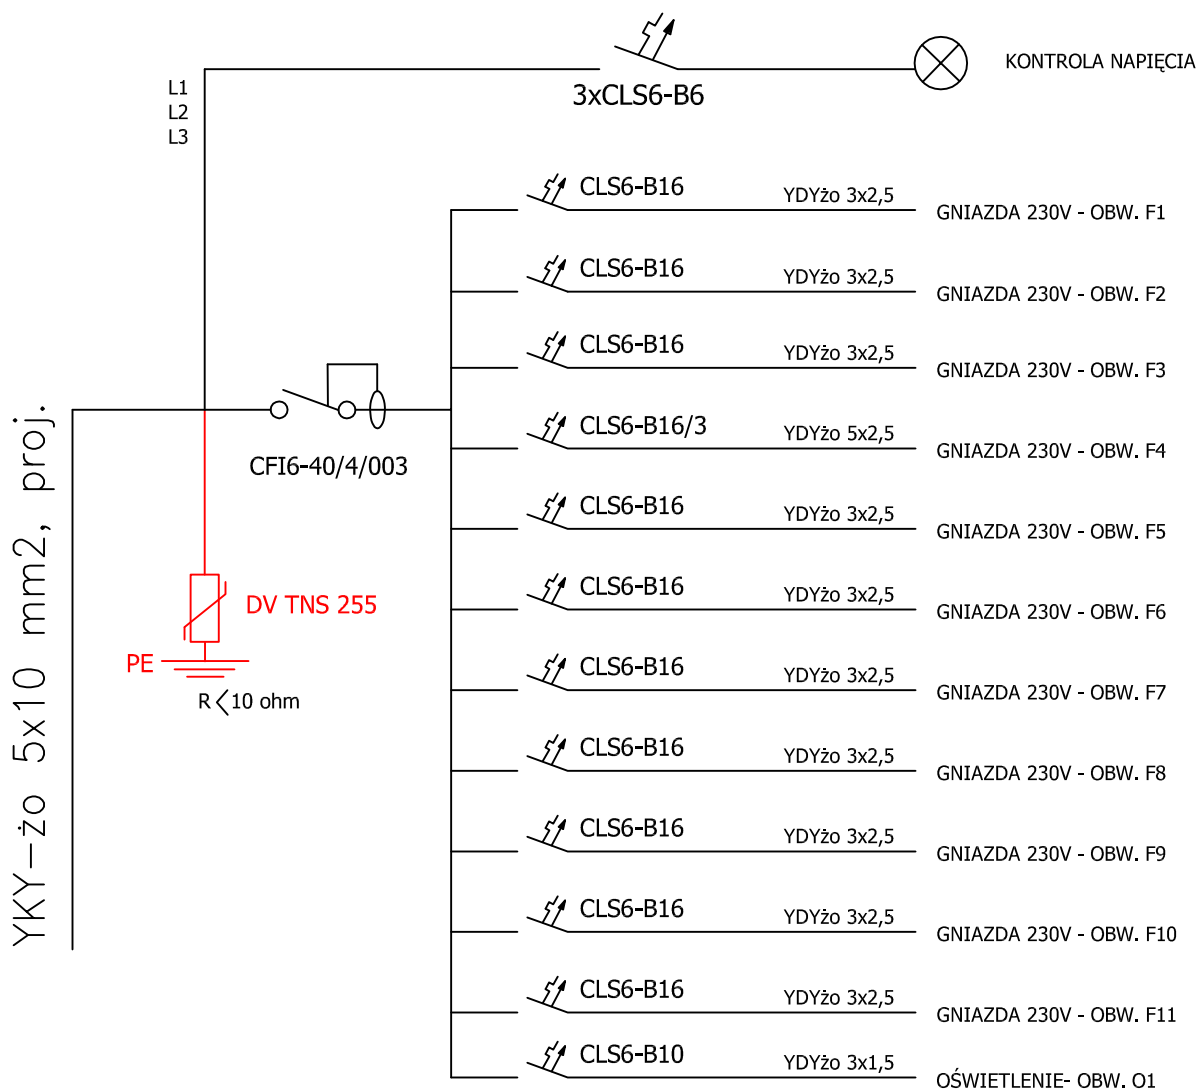 KONTROLA NAPIĘCIA
L1
L2
L3
3xCLS6-B6
CLS6-B16 YDYżo 3x2,5 GNIAZDA 230V - OBW. F1
CLS6-B16 YDYżo 3x2,5 GNIAZDA 230V - OBW. F2
CLS6-B16 YDYżo 3x2,5 GNIAZDA 230V - OBW. F3
CLS6-B16/3 YDYżo 5x2,5 GNIAZDA 230V - OBW. F4
CFI6-40/4/003
CLS6-B16 YDYżo 3x2,5 GNIAZDA 230V - OBW. F5
CLS6-B16 YDYżo 3x2,5 GNIAZDA 230V - OBW. F6
DV TNS 255
PE
R < 10 ohm
CLS6-B16 YDYżo 3x2,5 GNIAZDA 230V - OBW. F7
CLS6-B16 YDYżo 3x2,5 GNIAZDA 230V - OBW. F8
CLS6-B16 YDYżo 3x2,5 GNIAZDA 230V - OBW. F9
CLS6-B16 YDYżo 3x2,5 GNIAZDA 230V - OBW. F10
CLS6-B16 YDYżo 3x2,5 GNIAZDA 230V - OBW. F11
CLS6-B10 YDYżo 3x1,5 OŚWIETLENIE- OBW. O1
YKY-żo 5x10 mm2, proj.